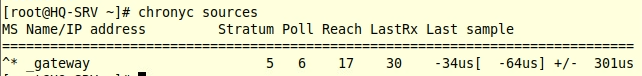 [root@HQ-SRV ~]# chronyc sources
MS Name/IP address         Stratum Poll Reach LastRx Last sample
===============================================================================
^* _gateway                      5   6    17    30    -34us[  -64us] +/-  301us